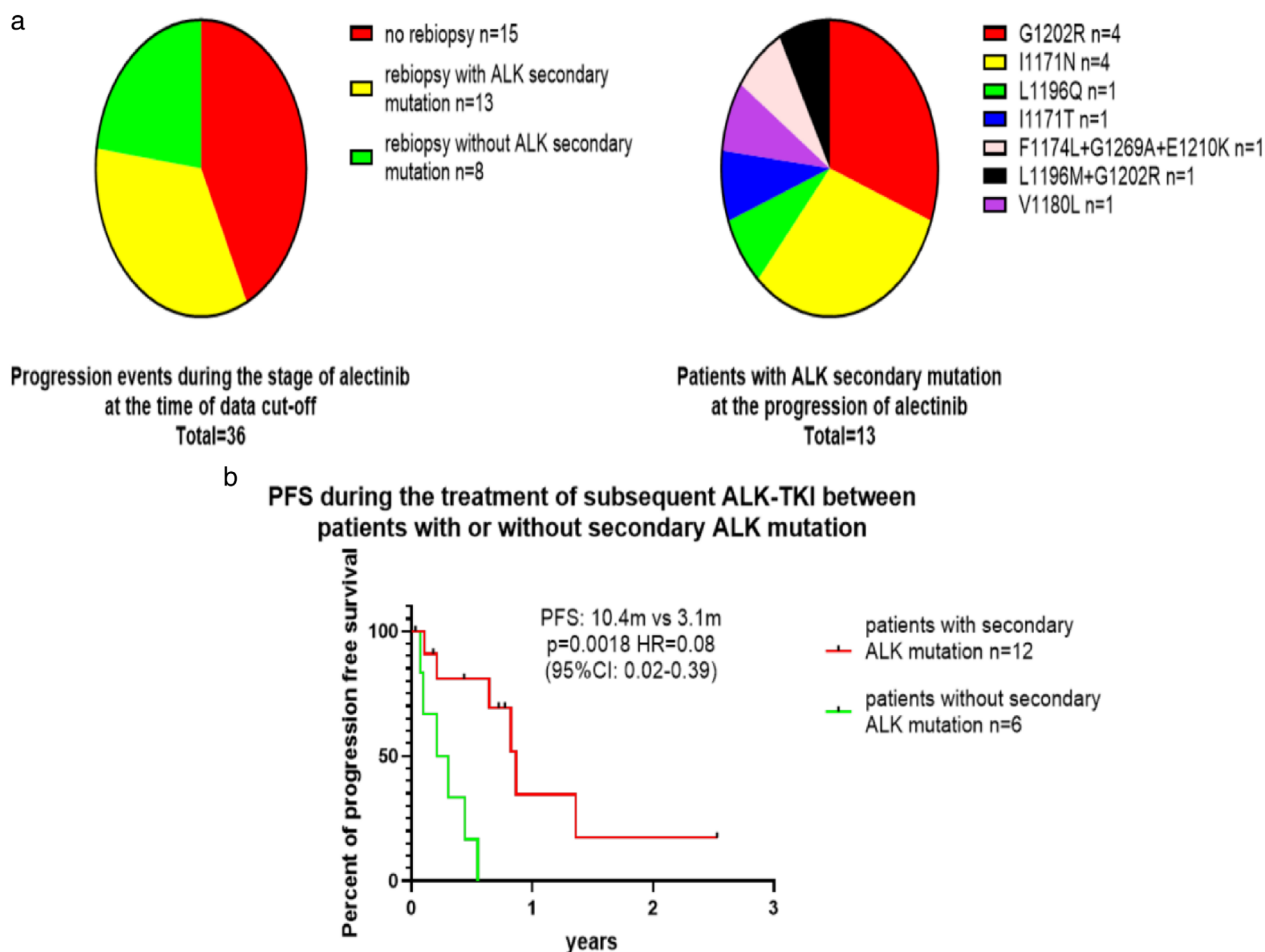 a
no rebiopsy n=15
rebiopsy with ALK secondary
mutation n=13
rebiopsy without ALK secondary
mutation n=8
Progression events during the stage of alectinib
at the time of data cut-off
Total=36
G1202R n=4
I1171N n=4
L1196Q n=1
I1171T n=1
F1174L+G1269A+E1210K n=1
L1196M+G1202R n=1
V1180L n=1
Patients with ALK secondary mutation
at the progression of alectinib
Total=13
b
PFS during the treatment of subsequent ALK-TKI between
patients with or without secondary ALK mutation
Percent of progression free survival
100
50
0
PFS: 10.4m vs 3.1m
p=0.0018 HR=0.08
(95%CI: 0.02-0.39)
patients with secondary
ALK mutation n=12
patients without secondary
ALK mutation n=6
0 1 2 3
years